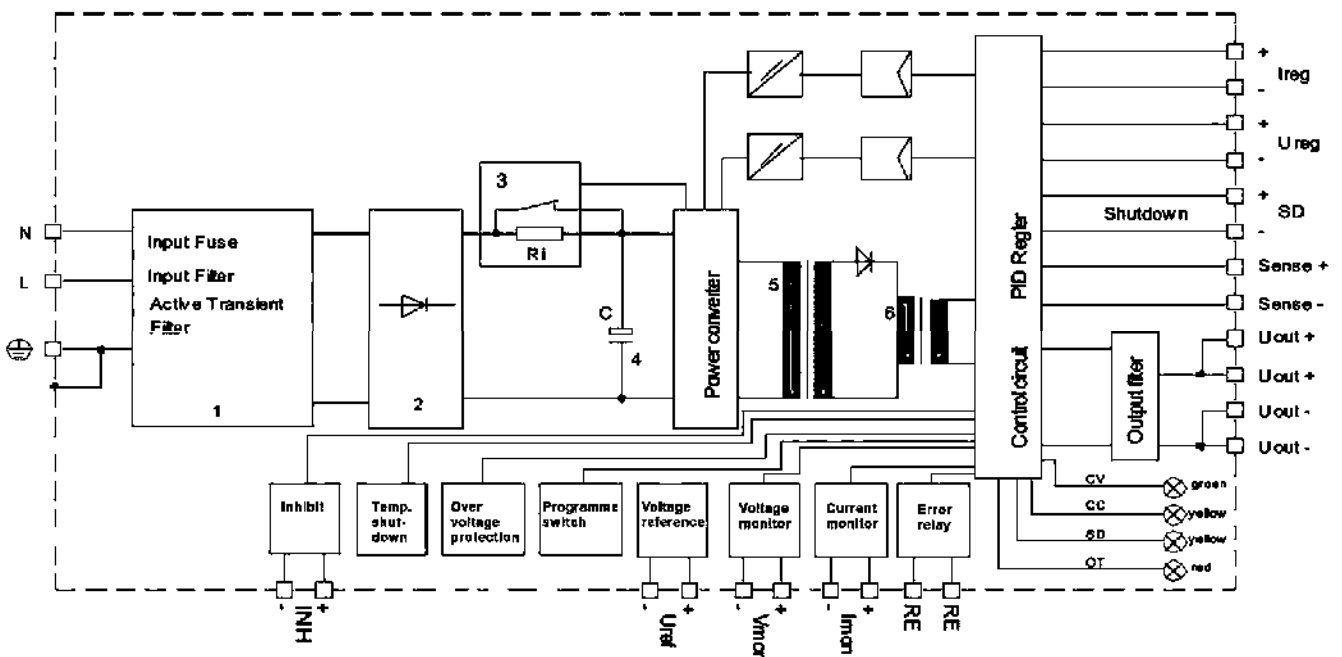 +
Ireg
-
+
U reg
-
+
Shutdown
SD
-
Sense +
Sense -
Uout +
Uout +
Uout -
Uout -
N
L
Input Fuse
Input Filter
Active Transient
Filter
1
2
3
Ri
C
4
Power converter
5
6
PID Regler
Control circuit
Output filter
CV
green
CC
yellow
SD
yellow
OT
red
Inhibit
Temp.
shut-
down
Over
voltage
protection
Programme
switch
Voltage
reference
Voltage
monitor
Current
monitor
Error
relay
- +
INH
- +
Uref
- +
Vmon
- +
Imon
RE
RE